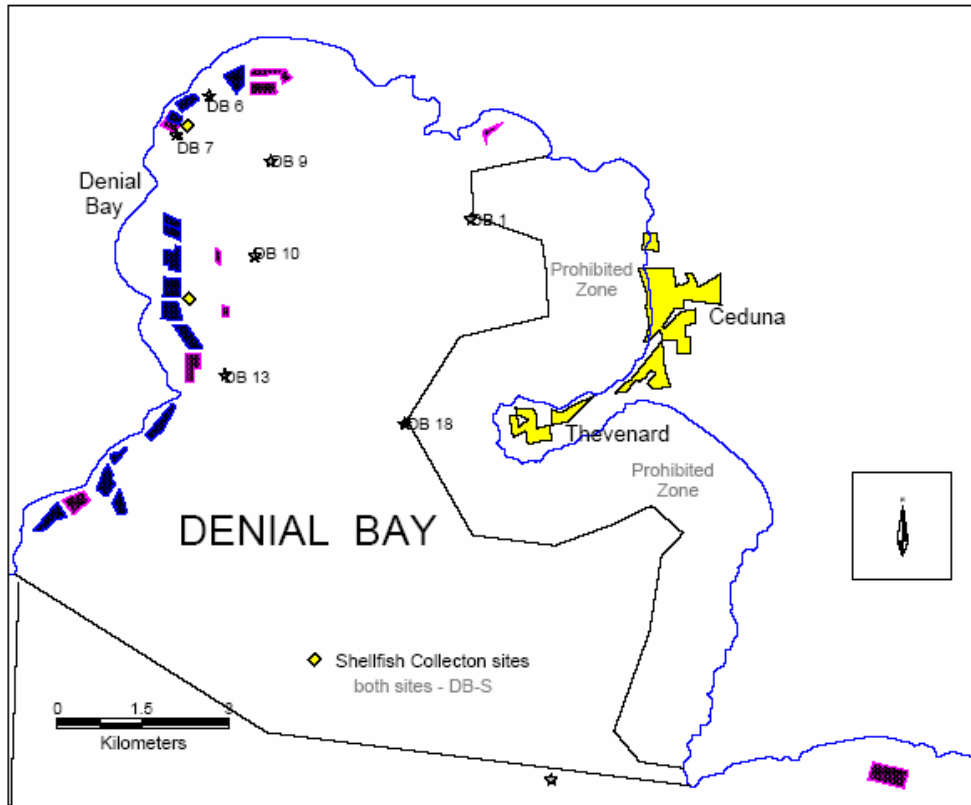 DB 6
DB 7
DB 9
Denial
Bay
DB 1
DB 10
Prohibited
Zone
Ceduna
DB 13
DB 18
Thevenard
Prohibited
Zone
DENIAL BAY
Shellfish Collecton sites
both sites - DB-S
0 1.5 3
Kilometers